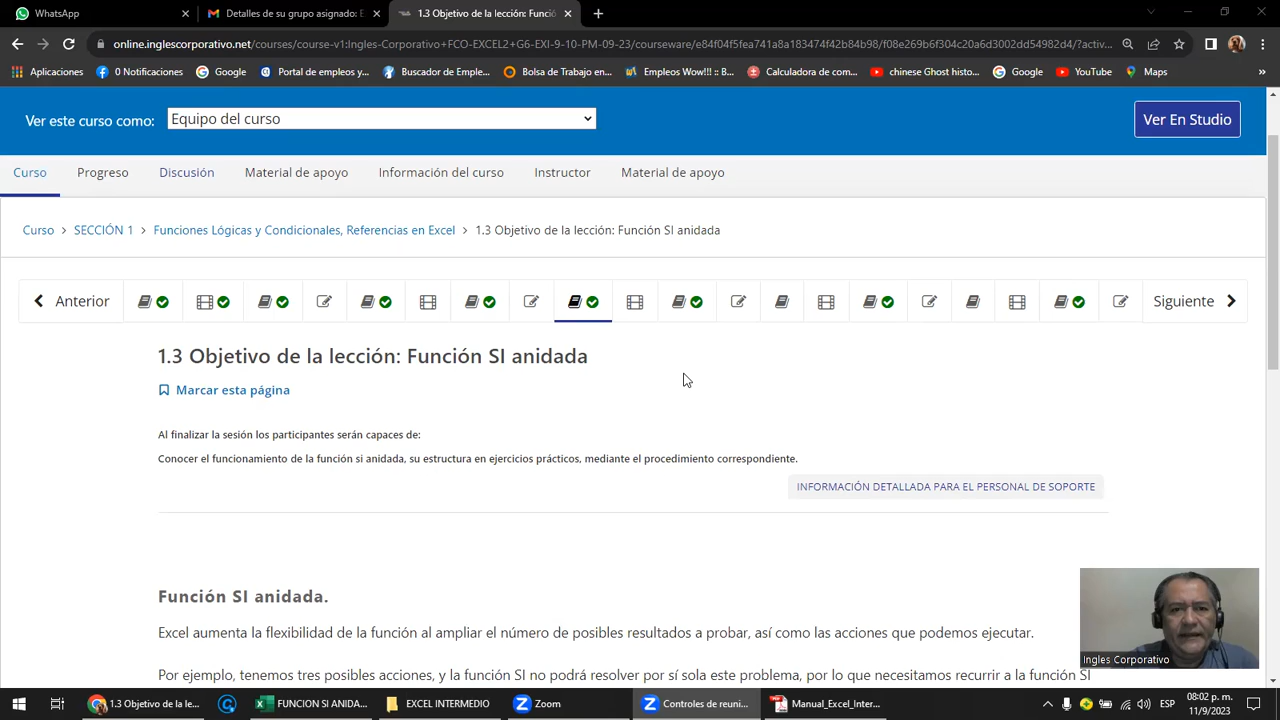 WhatsApp
Detalles de su grupo asignado: E
1.3 Objetivo de la lección: Funció
online.inglescorporativo.net/courses/course-v1:Ingles-Corporativo+FCO-EXCEL2+G6-EXI-9-10-PM-09-23/courseware/e84f04f5fea741a8a183474f42b84b98/f08e269b6f304c20a6d3002dd54982d4/?activ...
Aplicaciones
0 Notificaciones
Google
Portal de empleos y...
Buscador de Emple...
Bolsa de Trabajo en...
Empleos Wow!!! :: B...
Calculadora de com...
chinese Ghost histo...
Google
YouTube
Maps
Ver este curso como:
Equipo del curso
Ver En Studio
Curso
Progreso
Discusión
Material de apoyo
Información del curso
Instructor
Material de apoyo
Curso > SECCIÓN 1 > Funciones Lógicas y Condicionales, Referencias en Excel > 1.3 Objetivo de la lección: Función SI anidada
Anterior
Siguiente
1.3 Objetivo de la lección: Función SI anidada
Marcar esta página
Al finalizar la sesión los participantes serán capaces de:
Conocer el funcionamiento de la función si anidada, su estructura en ejercicios prácticos, mediante el procedimiento correspondiente.
INFORMACIÓN DETALLADA PARA EL PERSONAL DE SOPORTE
Función SI anidada.
Excel aumenta la flexibilidad de la función al ampliar el número de posibles resultados a probar, así como las acciones que podemos ejecutar.
Por ejemplo, tenemos tres posibles acciones, y la función SI no podrá resolver por sí sola este problema, por lo que necesitamos recurrir a la función SI
Ingles Corporativo
1.3 Objetivo de la le...
FUNCION SI ANIDA...
EXCEL INTERMEDIO
Zoom
Controles de reuni...
Manual_Excel_Inter...
ESP
08:02 p. m.
11/9/2023